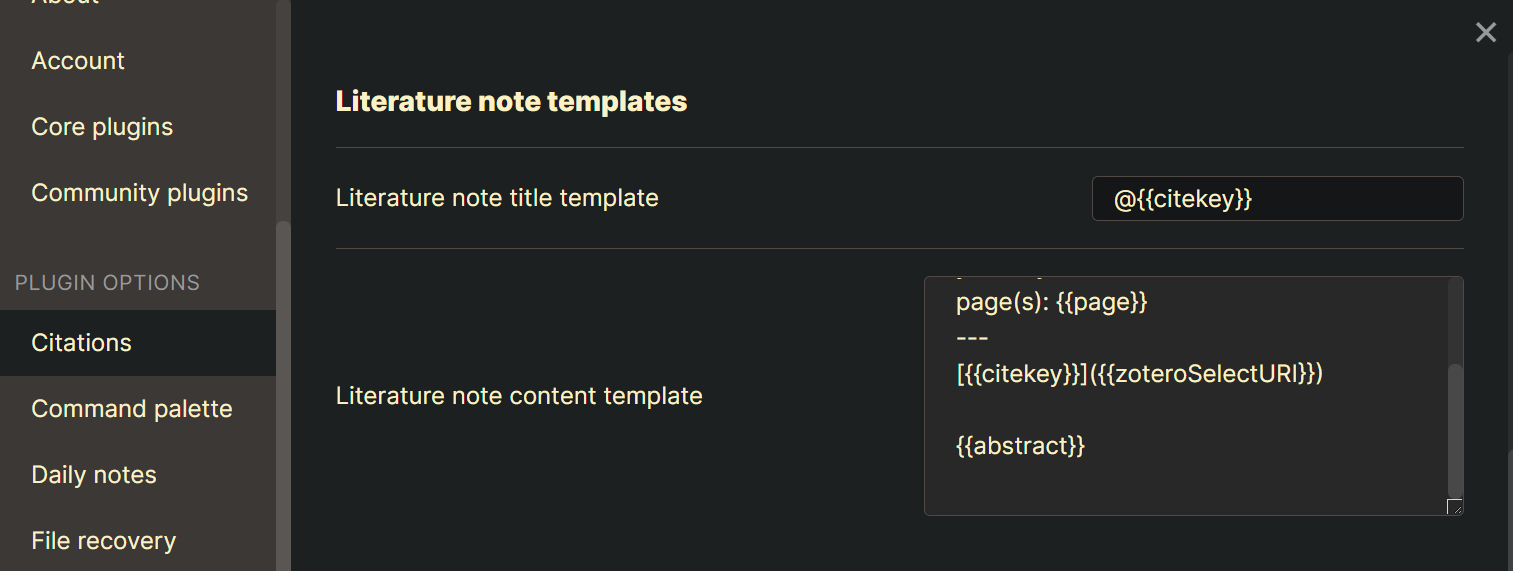 About
Account
Core plugins
Community plugins
PLUGIN OPTIONS
Citations
Command palette
Daily notes
File recovery
Literature note templates
Literature note title template
@{{citekey}}
Literature note content template
page(s): {{page}}
---
[{{citekey}}]({{zoteroSelectURI}})
{{abstract}}